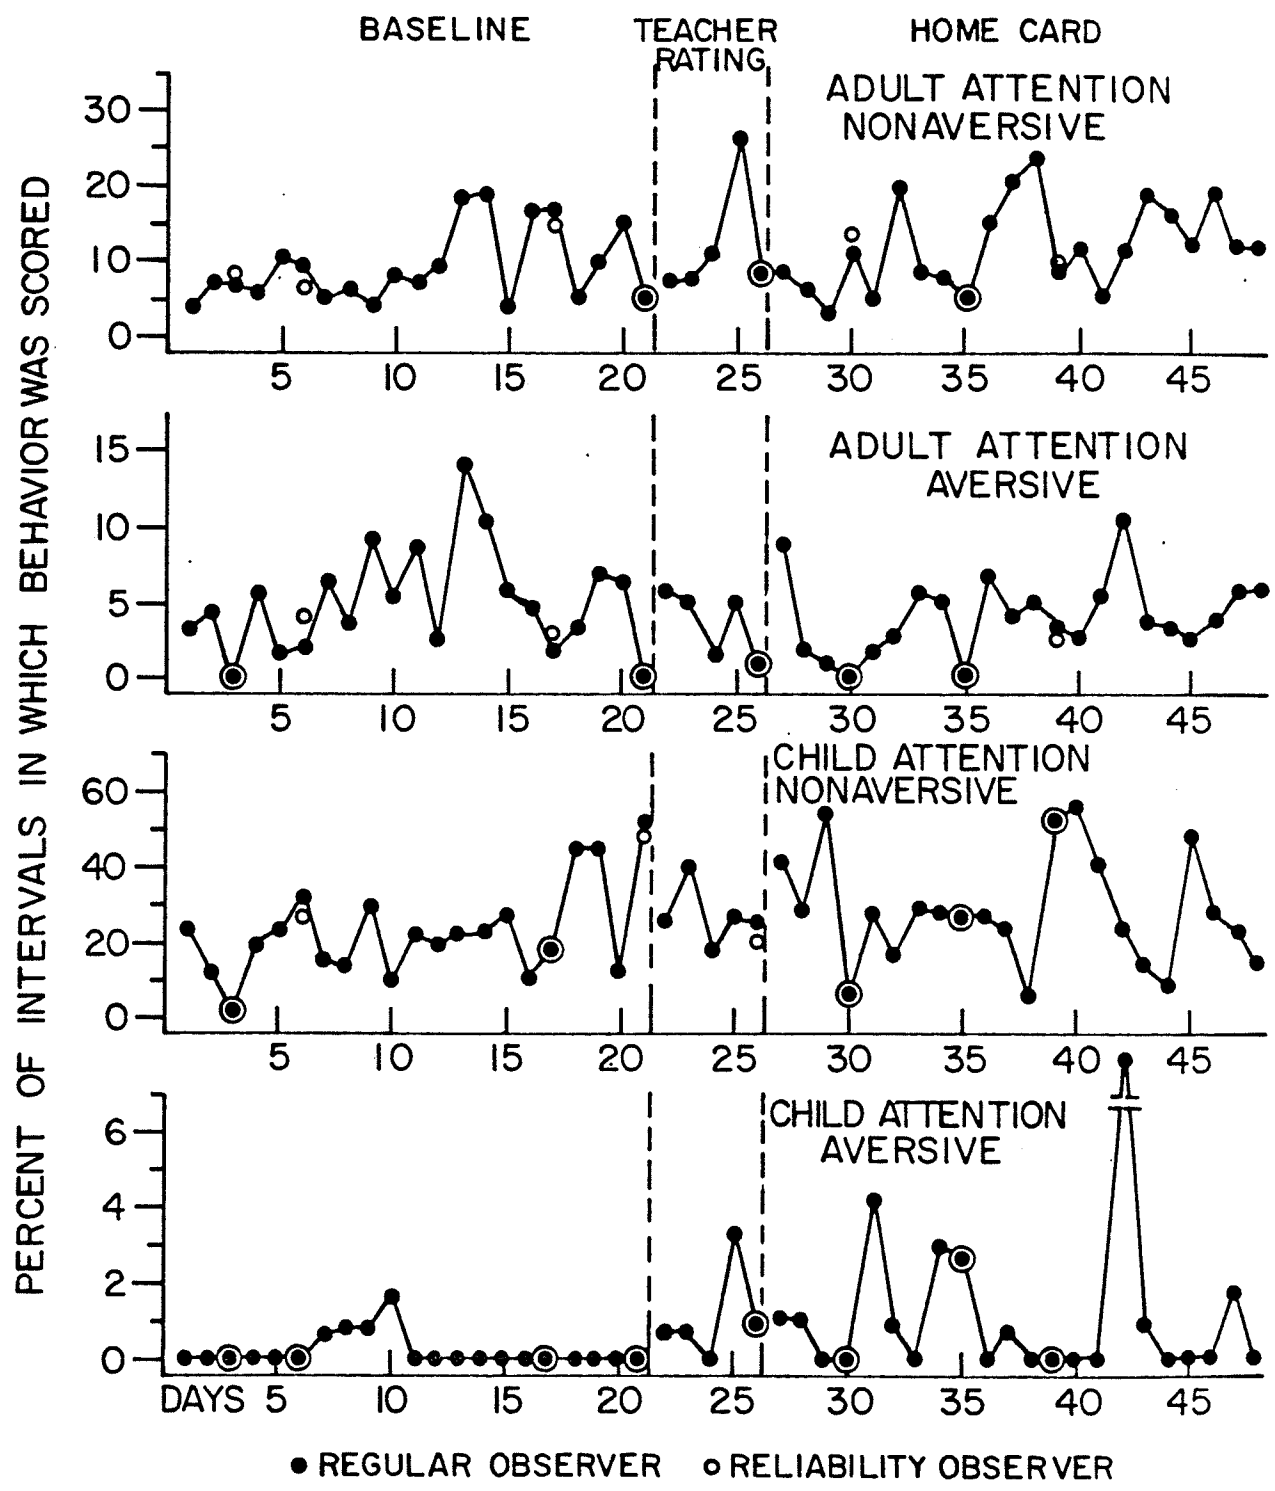 BASELINE
TEACHER RATING
HOME CARD
PERCENT OF INTERVALS IN WHICH BEHAVIOR WAS SCORED
ADULT ATTENTION
NONAVERSIVE
30
20
10
0
5 10 15 20 25 30 35 40 45
ADULT ATTENTION
AVERSIVE
15
10
5
0
5 10 15 20 25 30 35 40 45
CHILD ATTENTION
NONAVERSIVE
60
40
20
0
5 10 15 20 25 30 35 40 45
CHILD ATTENTION
AVERSIVE
6
4
2
0
DAYS 5 10 15 20 25 30 35 40 45
REGULAR OBSERVER RELIABILITY OBSERVER